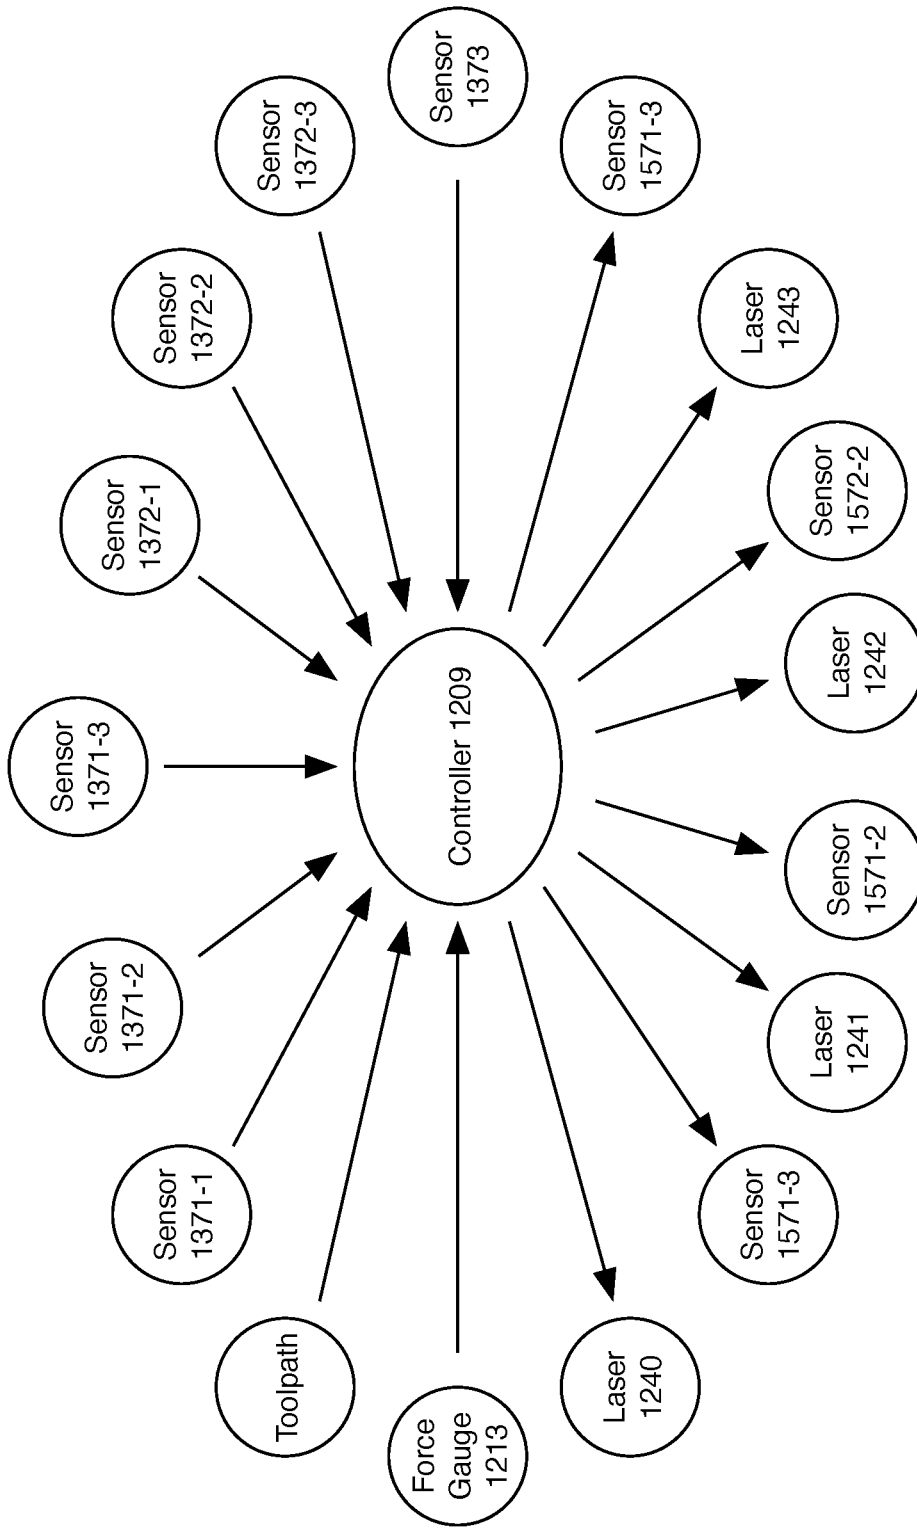 Force
Gauge
1213
Toolpath
Sensor
1371-1
Sensor
1371-2
Sensor
1371-3
Sensor
1372-1
Sensor
1372-2
Sensor
1372-3
Sensor
1373
Controller 1209
Laser
1240
Sensor
1571-3
Laser
1241
Sensor
1571-2
Laser
1242
Sensor
1572-2
Laser
1243
Sensor
1571-3